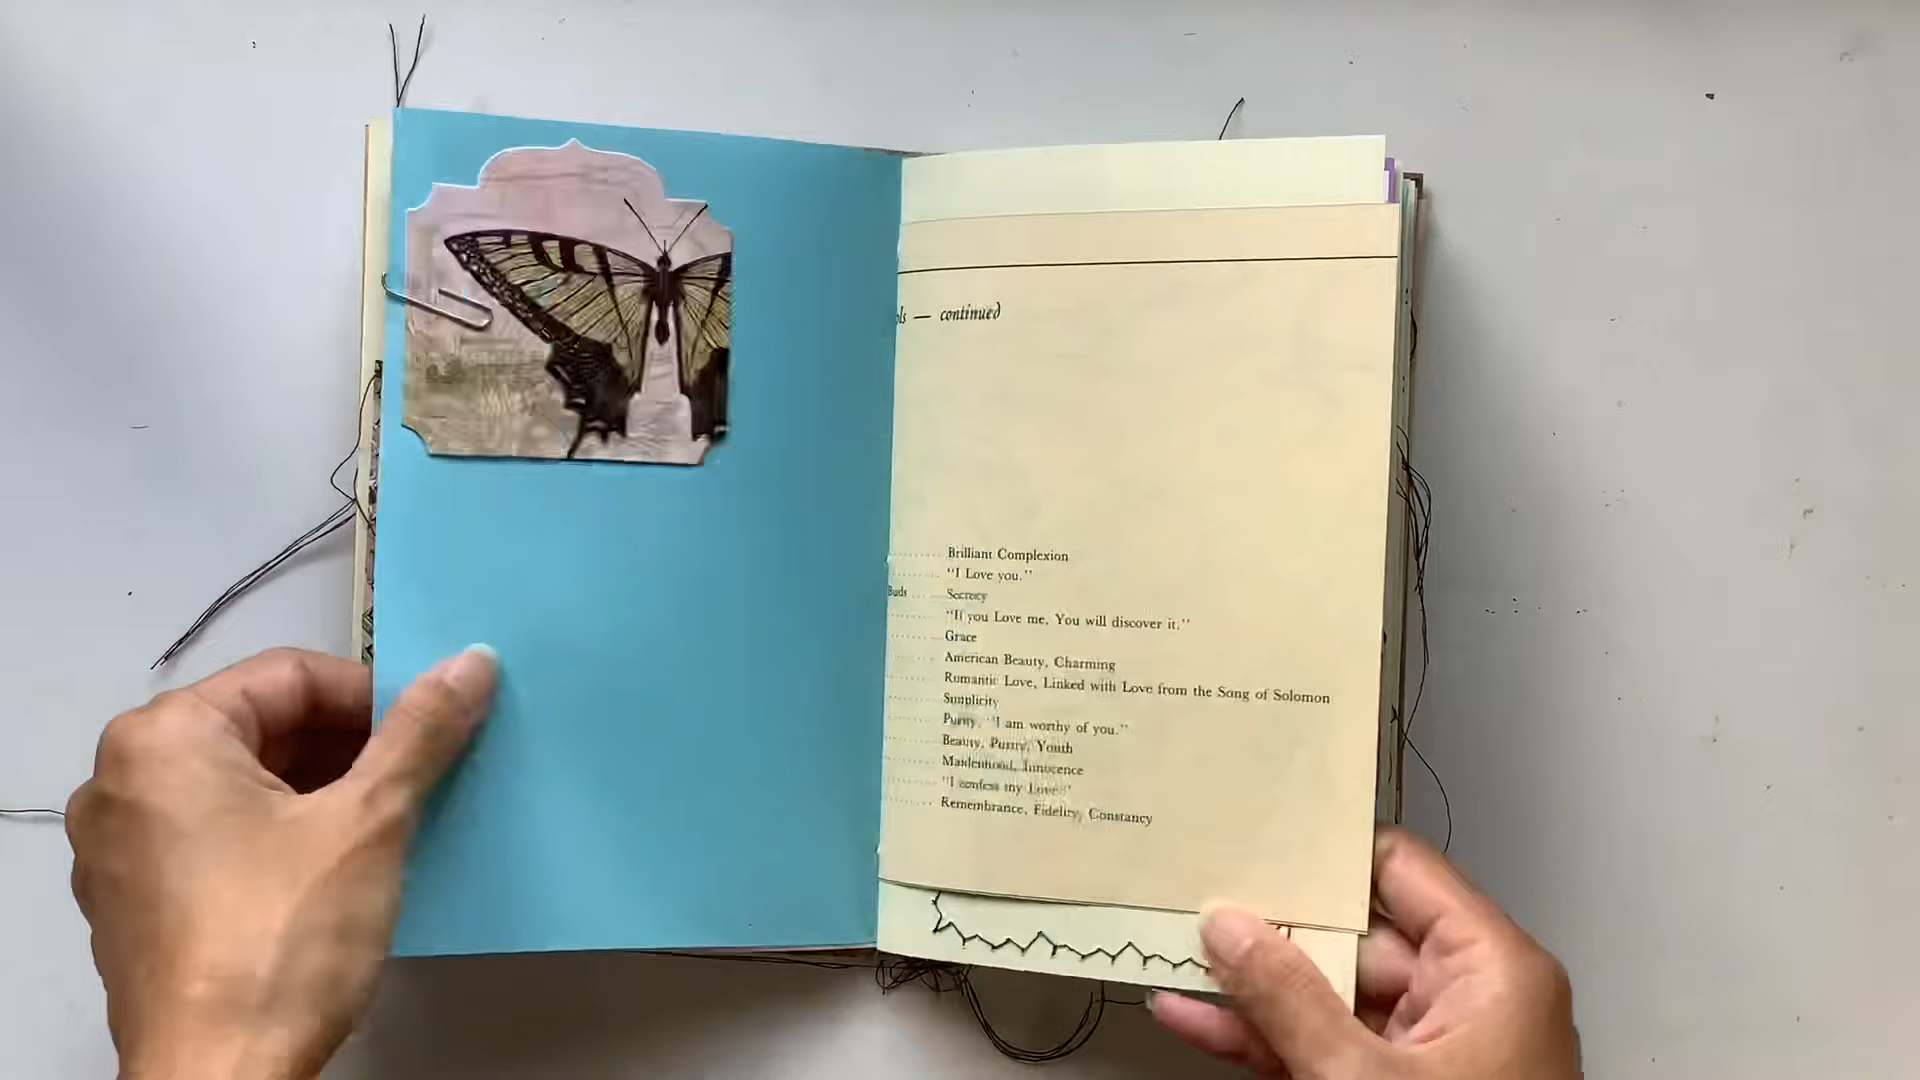 ols — continued
Brilliant Complexion
"I Love you."
Buds Secrecy
"If you Love me, You will discover it."
Grace
American Beauty, Charming
Romantic Love, Linked with Love from the Song of Solomon
Simplicity
Purity, "I am worthy of you."
Beauty, Purity, Youth
Maidenhood, Innocence
"I confess my Love."
Remembrance, Fidelity, Constancy